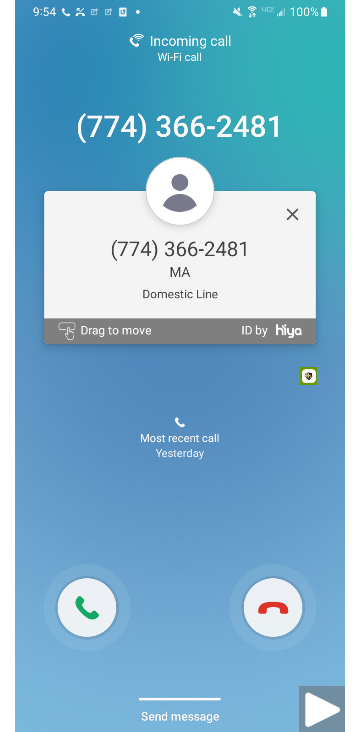 9:54
100%
Incoming call
Wi-Fi call
(774) 366-2481
(774) 366-2481
MA
Domestic Line
Drag to move
ID by hiya
Most recent call
Yesterday
Send message